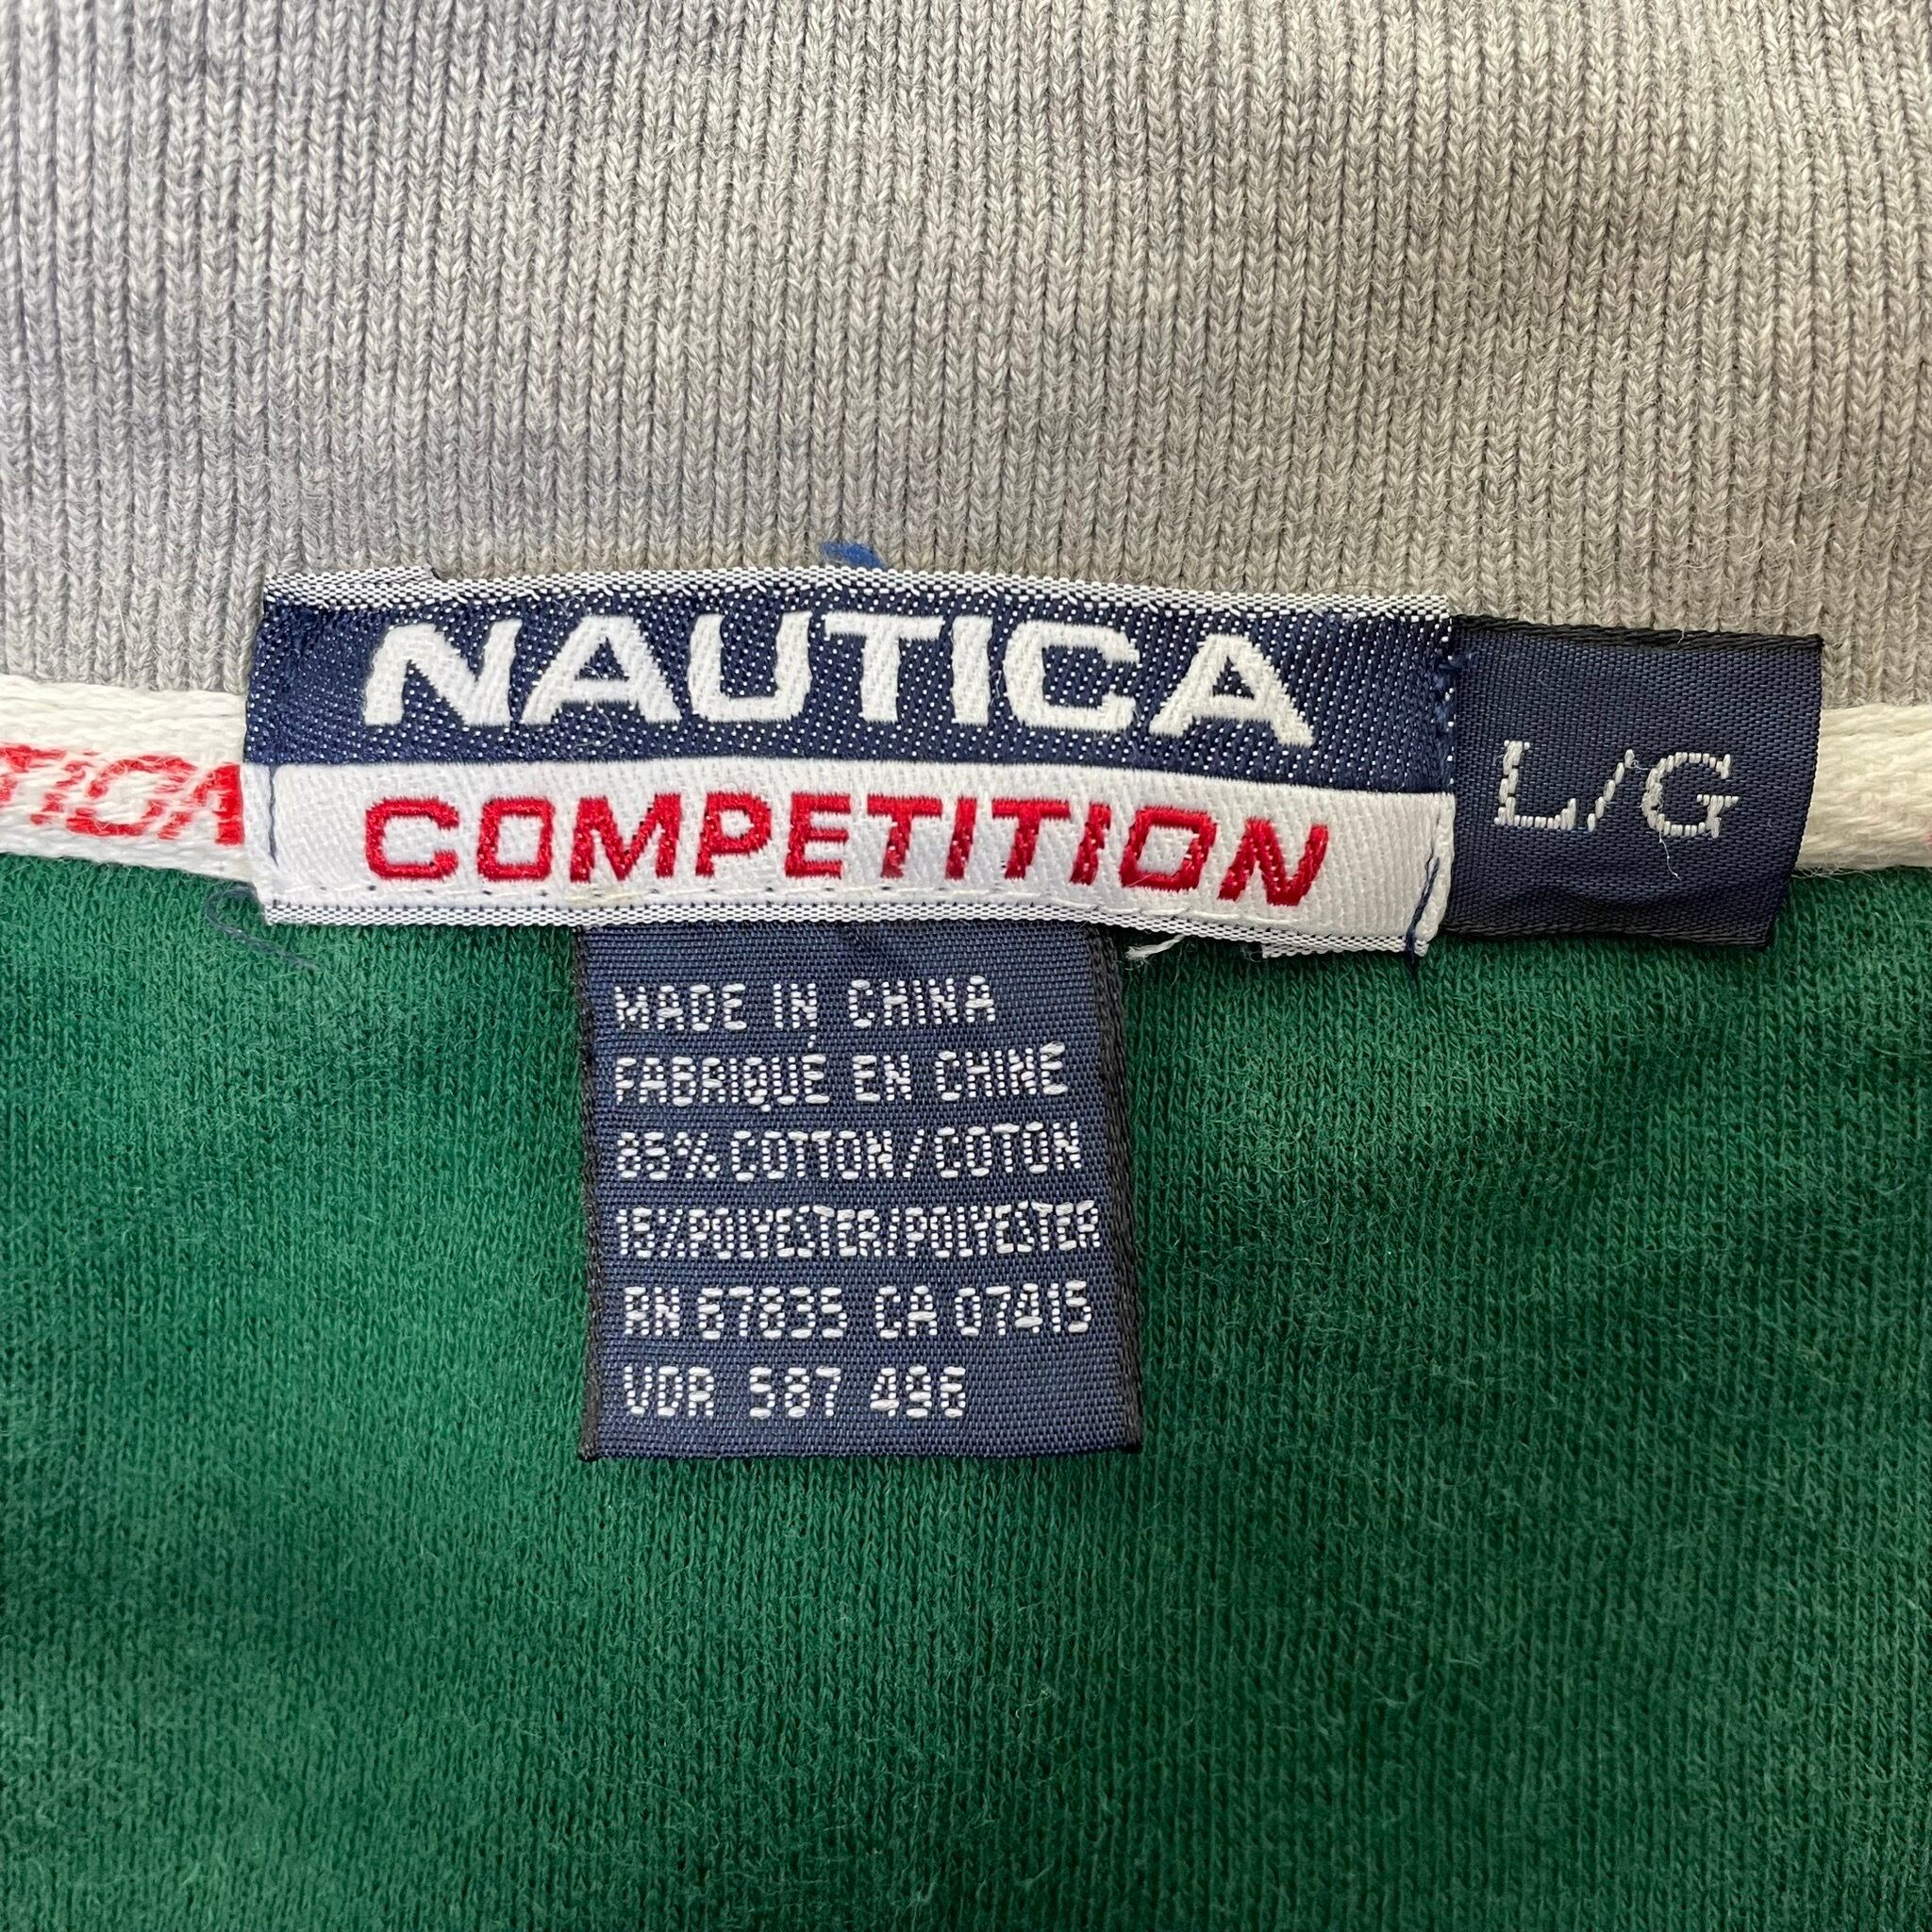 NAUTICA
COMPETITION
L/G
MADE IN CHINA
FABRIQUÉ EN CHINE
85% COTTON/COTON
15%POLYESTER/POLYESTER
RN 67835 CA 07415
VDR 587 496